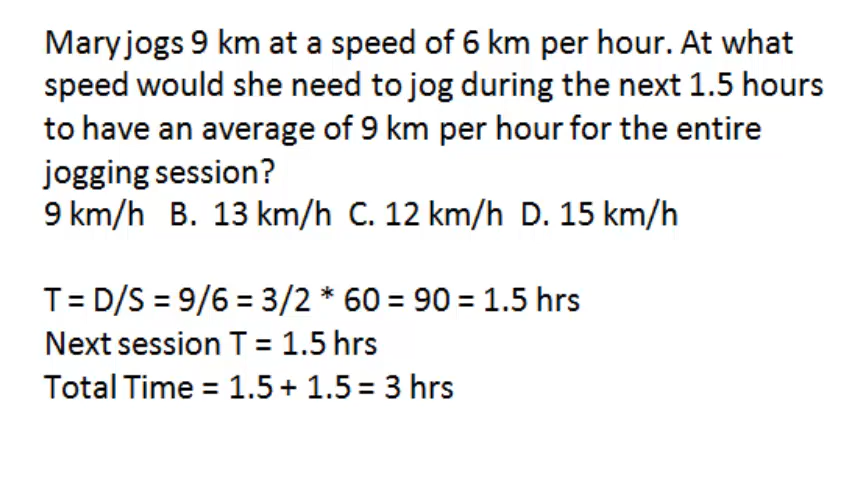 Mary jogs 9 km at a speed of 6 km per hour. At what
speed would she need to jog during the next 1.5 hours
to have an average of 9 km per hour for the entire
jogging session?
9 km/h B. 13 km/h C. 12 km/h D. 15 km/h
T = D/S = 9/6 = 3/2 * 60 = 90 = 1.5 hrs
Next session T = 1.5 hrs
Total Time = 1.5 + 1.5 = 3 hrs